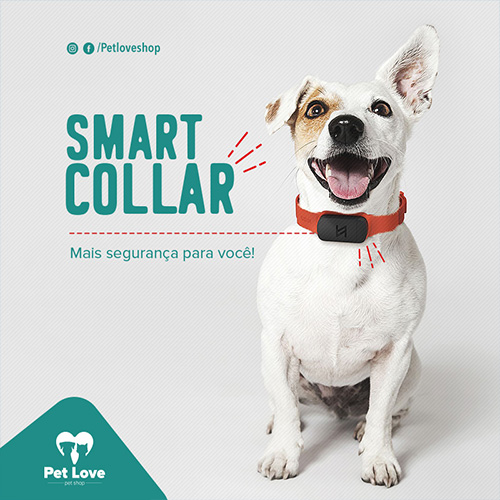 /Petloveshop
SMART
COLLAR
Mais segurança para você!
Pet Love
pet shop